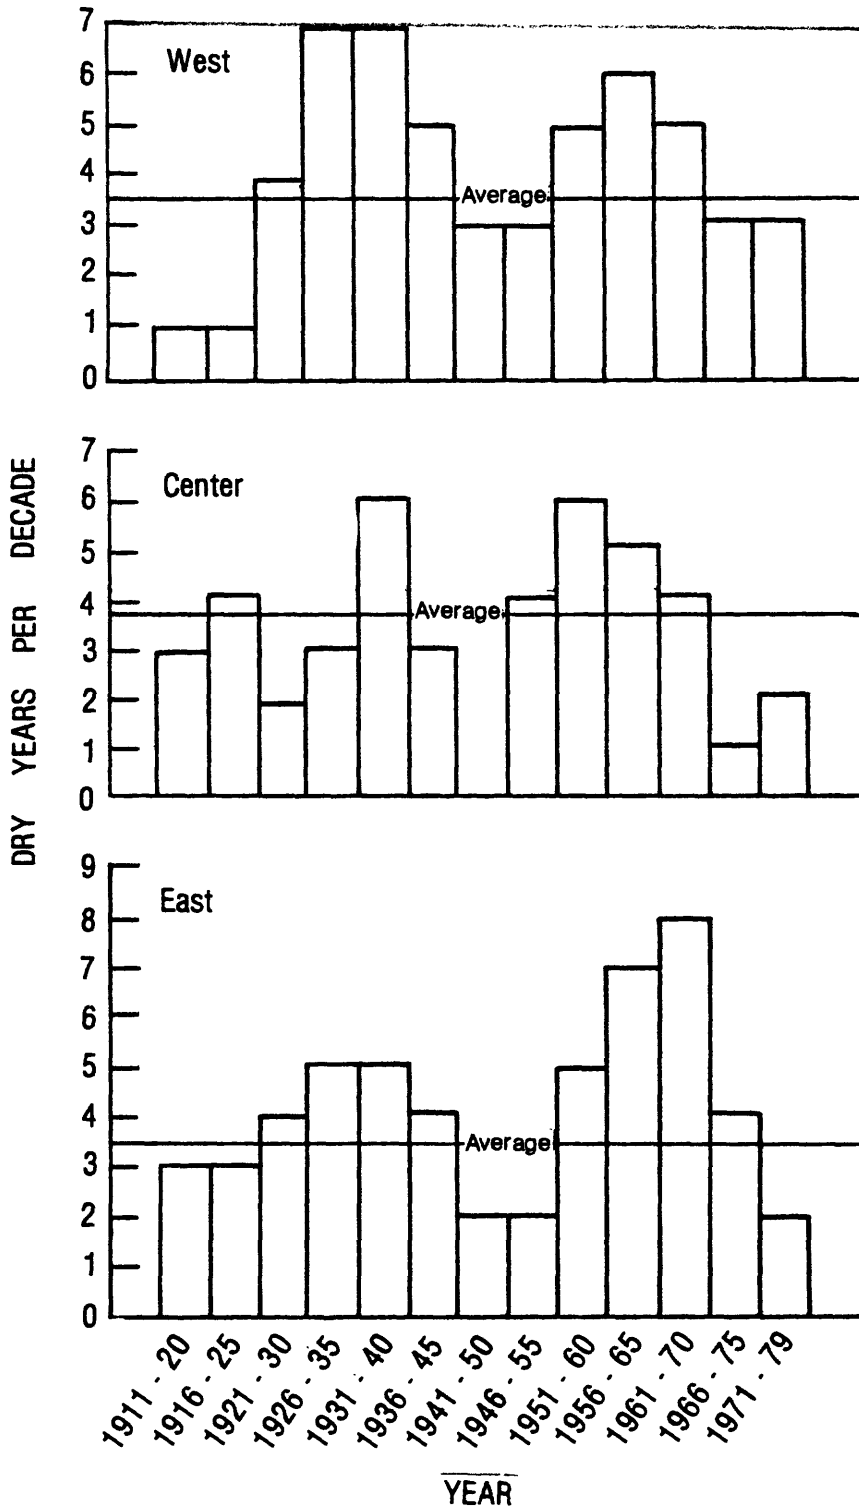 7
West
6
5
4
Average
3
2
1
0
DRY YEARS PER DECADE
7
Center
6
5
4
Average
3
2
1
0
9
East
8
7
6
5
4
Average
3
2
1
0
1911 - 20
1916 - 25
1921 - 30
1926 - 35
1931 - 40
1936 - 45
1941 - 50
1946 - 55
1951 - 60
1956 - 65
1961 - 70
1966 - 75
1971 - 79
YEAR